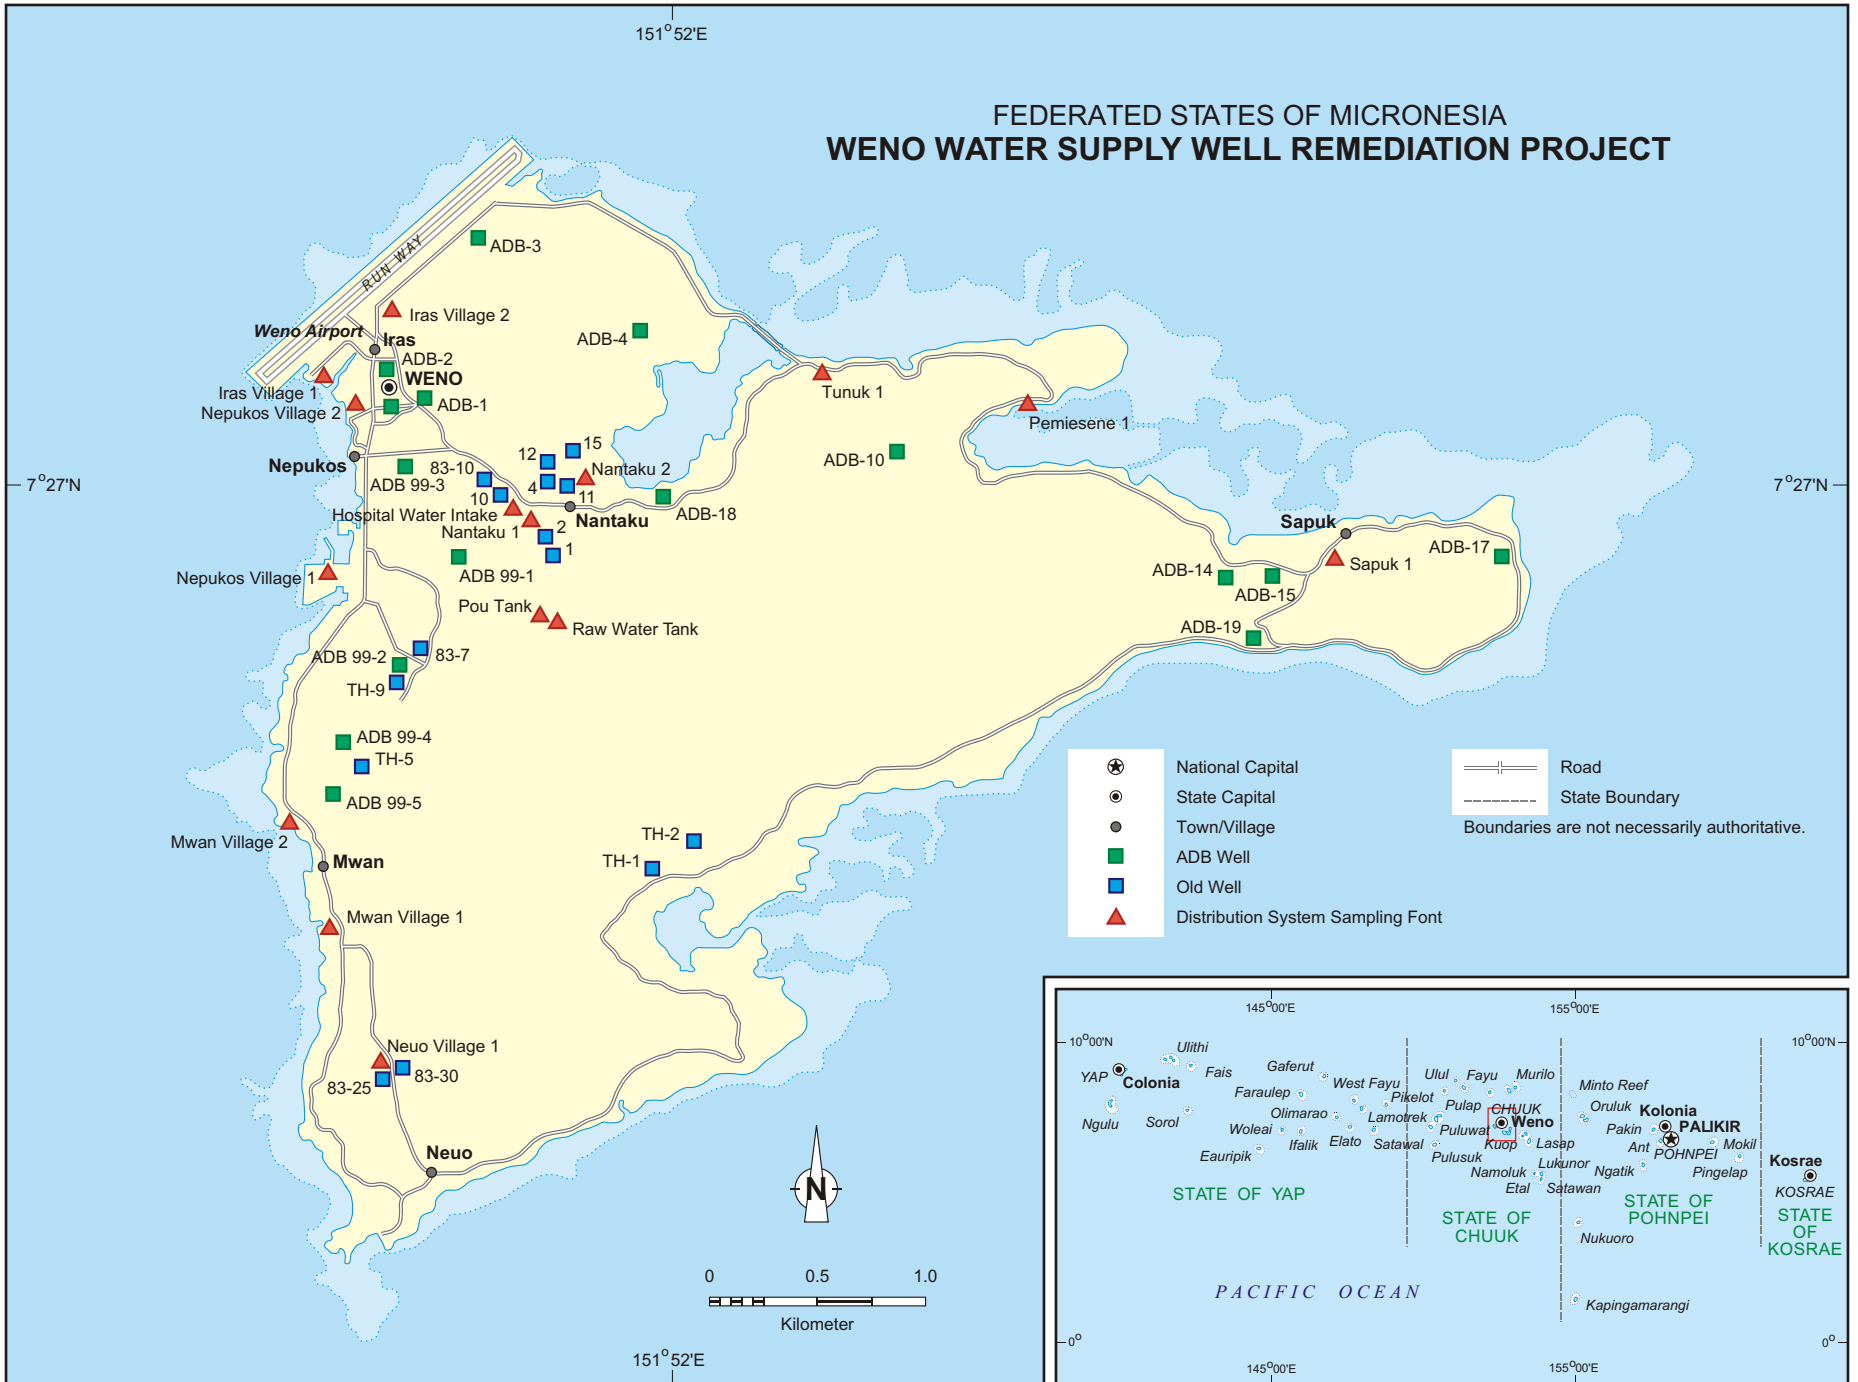 151°52'E
FEDERATED STATES OF MICRONESIA
WENO WATER SUPPLY WELL REMEDIATION PROJECT
RUN WAY
ADB-3
Iras Village 2
Weno Airport
Iras
ADB-4
ADB-2
WENO
Iras Village 1
Nepukos Village 2
ADB-1
Tunuk 1
Pemiesene 1
Nepukos
ADB 99-3
83-10
12
15
Nantaku 2
ADB-10
7°27'N
7°27'N
10
4
11
Hospital Water Intake
Nantaku 1
Nantaku
ADB-18
2
1
Sapuk
ADB-17
Nepukos Village 1
ADB 99-1
ADB-14
ADB-15
Sapuk 1
Pou Tank
Raw Water Tank
ADB-19
ADB 99-2
83-7
TH-9
ADB 99-4
TH-5
ADB 99-5
Mwan Village 2
Mwan
TH-2
TH-1
Mwan Village 1
Neuo Village 1
83-25
83-30
Neuo
National Capital
State Capital
Town/Village
ADB Well
Old Well
Distribution System Sampling Font
Road
State Boundary
Boundaries are not necessarily authoritative.
N
0 0.5 1.0
Kilometer
151°52'E
145°00'E
155°00'E
10°00'N
10°00'N
YAP
Colonia
Ulithi
Fais
Ngulu
Sorol
Gaferut
Faraulep
West Fayu
Pikelot
Olimarao
Lamotrek
Woleai
Ifalik
Elato
Satawal
Eauripik
STATE OF YAP
Ulul
Fayu
Murilo
Pulap
CHUUK
Weno
Puluwat
Kuop
Lasap
Pulusuk
Namoluk
Lukunor
Etal
Satawan
STATE OF
CHUUK
Minto Reef
Oruluk
Kolonia
PALIKIR
Pakin
Ant
POHNPEI
Mokil
Ngatik
Pingelap
STATE OF
POHNPEI
Nukuoro
Kosrae
KOSRAE
STATE
OF
KOSRAE
PACIFIC OCEAN
Kapingamarangi
0°
0°
145°00'E
155°00'E